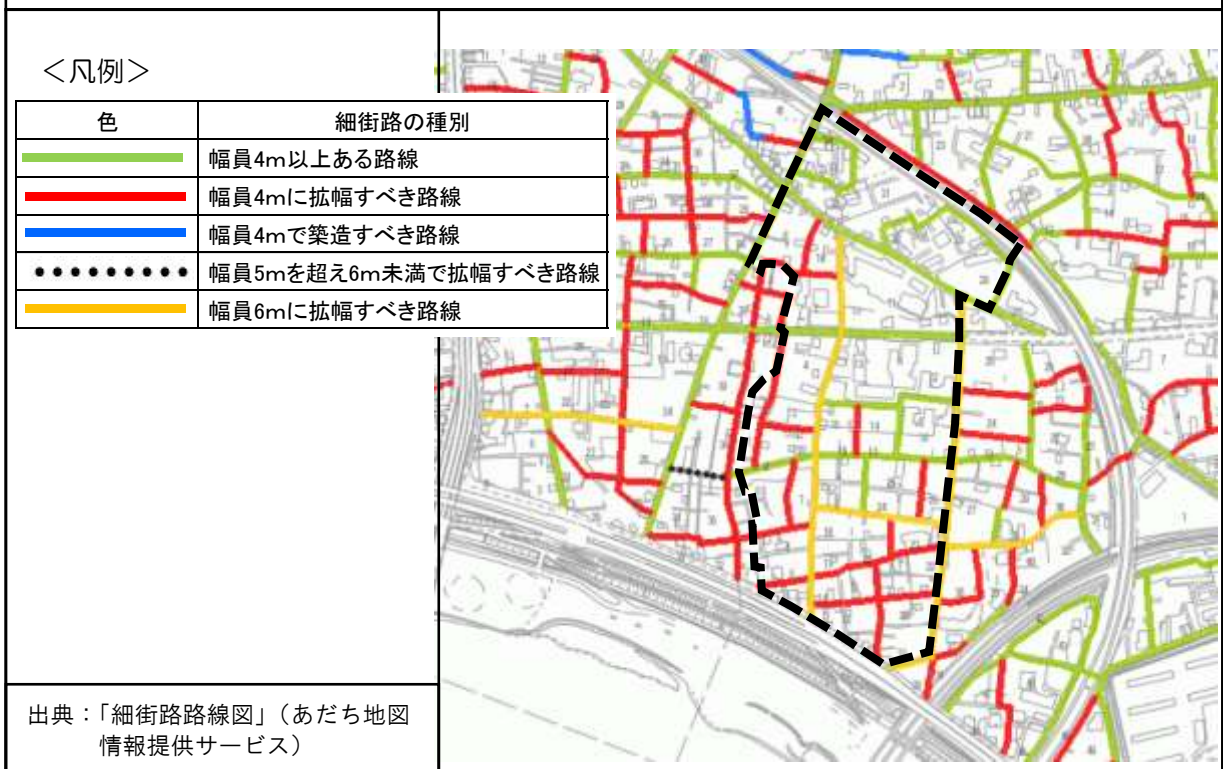 ＜凡例＞
色 細街路の種別
幅員4m以上ある路線
幅員4mに拡幅すべき路線
幅員4mで築造すべき路線
幅員5mを超え6m未満で拡幅すべき路線
幅員6mに拡幅すべき路線
出典：「細街路路線図」（あだち地図
情報提供サービス）